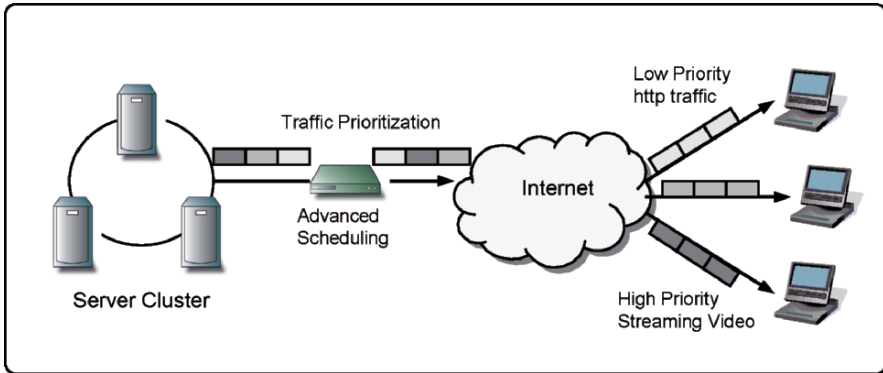 Low Priority
http traffic
Traffic Prioritization
Internet
Advanced
Scheduling
Server Cluster
High Priority
Streaming Video